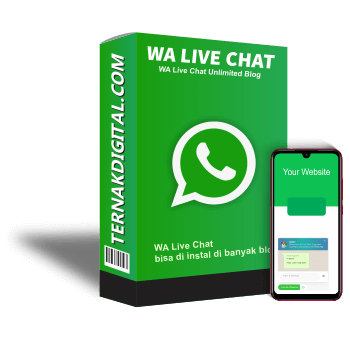 WA LIVE CHAT
WA Live Chat Unlimited Blog
TERNAKDIGITAL.COM
WA Live Chat
bisa di instal di banyak blo
Your Website